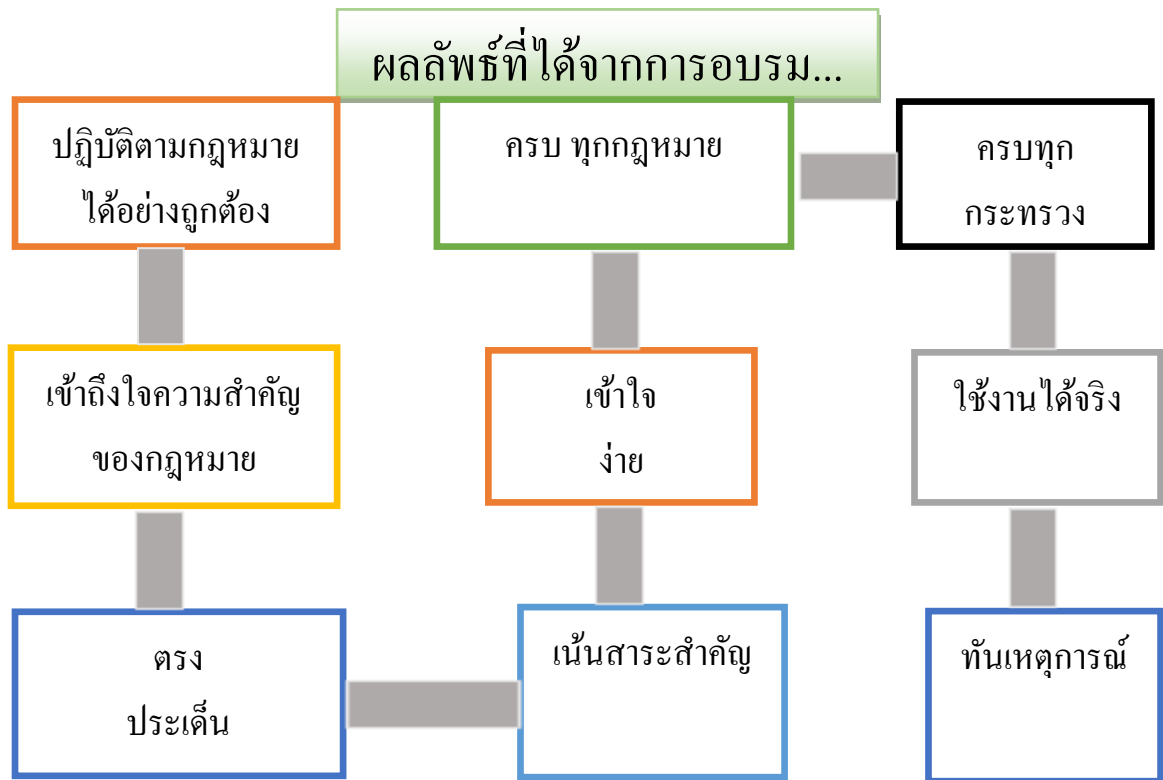 ผลลัพธ์ที่ได้จากการอบรม...
ปฏิบัติตามกฎหมาย
ได้อย่างถูกต้อง
เข้าถึงใจความสำคัญ
ของกฎหมาย
ตรง
ประเด็น
เน้นสาระสำคัญ
เข้าใจ
ง่าย
ครบ ทุกกฎหมาย
ครบทุก
กระทรวง
ใช้งานได้จริง
ทันเหตุการณ์